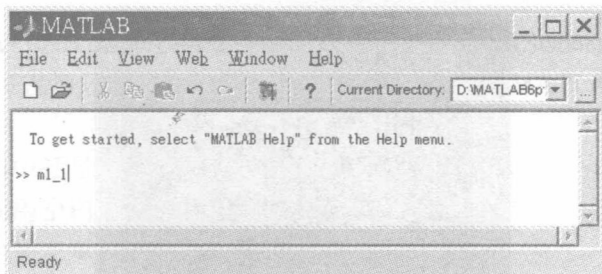 MATLAB
File Edit View Web Window Help
? Current Directory: D:\MATLAB6p ...
To get started, select "MATLAB Help" from the Help menu.
>> m1_1
Ready